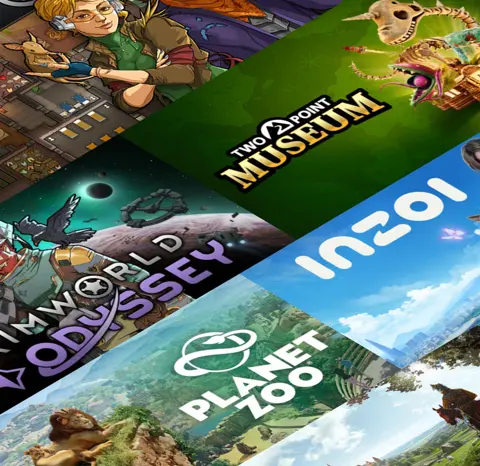 TWO POINT
MUSEUM
INZOI
RIMWORLD
ODYSSEY
PLANET
ZOO